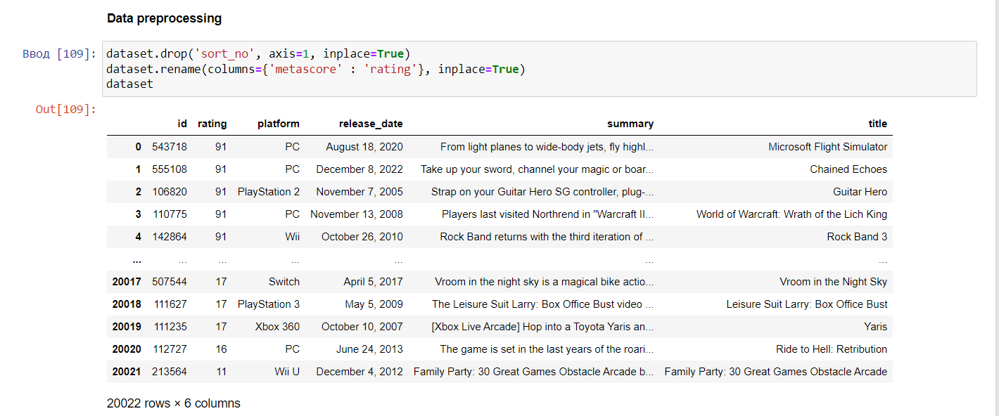 Data preprocessing
Ввод [109]: dataset.drop('sort_no', axis=1, inplace=True)
dataset.rename(columns={'metascore' : 'rating'}, inplace=True)
dataset
Out[109]:
id rating platform release_date summary title
0 543718 91 PC August 18, 2020 From light planes to wide-body jets, fly highl... Microsoft Flight Simulator
1 555108 91 PC December 8, 2022 Take up your sword, channel your magic or boar... Chained Echoes
2 106820 91 PlayStation 2 November 7, 2005 Strap on your Guitar Hero SG controller, plug-... Guitar Hero
3 110775 91 PC November 13, 2008 Players last visited Northrend in "Warcraft II... World of Warcraft: Wrath of the Lich King
4 142864 91 Wii October 26, 2010 Rock Band returns with the third iteration of ... Rock Band 3
... ... ... ... ... ... ...
20017 507544 17 Switch April 5, 2017 Vroom in the night sky is a magical bike actio... Vroom in the Night Sky
20018 111627 17 PlayStation 3 May 5, 2009 The Leisure Suit Larry: Box Office Bust video ... Leisure Suit Larry: Box Office Bust
20019 111235 17 Xbox 360 October 10, 2007 [Xbox Live Arcade] Hop into a Toyota Yaris an... Yaris
20020 112727 16 PC June 24, 2013 The game is set in the last years of the roari... Ride to Hell: Retribution
20021 213564 11 Wii U December 4, 2012 Family Party: 30 Great Games Obstacle Arcade b... Family Party: 30 Great Games Obstacle Arcade
20022 rows × 6 columns